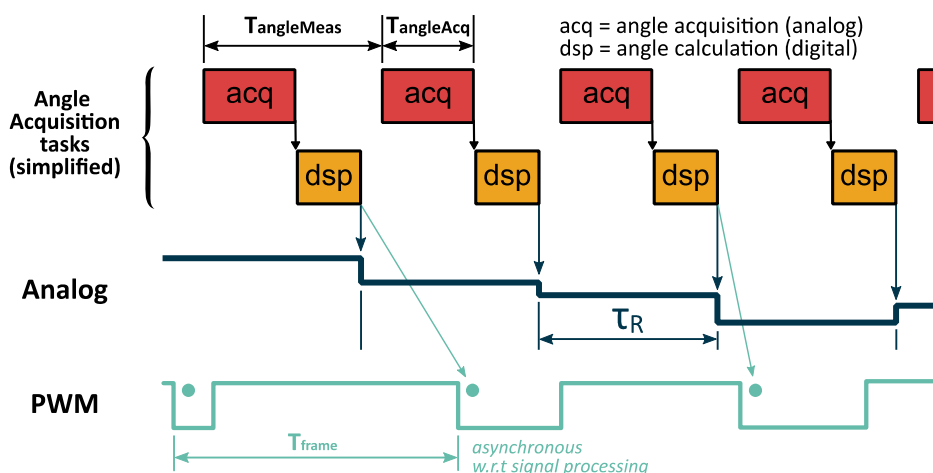 TangleMeas
TangleAcq
acq = angle acquisition (analog)
dsp = angle calculation (digital)
Angle
Acquisition
tasks
(simplified)
acq
acq
acq
acq
dsp
dsp
dsp
dsp
Analog
τR
PWM
Tframe
asynchronous
w.r.t signal processing